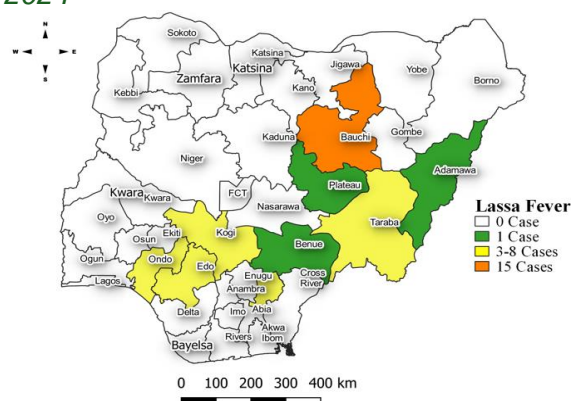 2024
N
W
E
S
Sokoto
Katsina
Jigawa
Zamfara
Katsina
Yobe
Borno
Kebbi
Kano
Kaduna
Bauchi
Gombe
Niger
Adamawa
Plateau
Kwara
Kwara
FCT
Nasarawa
Taraba
Oyo
Ekiti
Kogi
Osun
Benue
Ogun
Ondo
Edo
Lagos
Enugu
Cross
River
Anambra
Delta
Imo
Abia
Akwa
Ibom
Bayelsa
Rivers
Lassa Fever
0 Case
1 Case
3-8 Cases
15 Cases
0 100 200 300 400 km